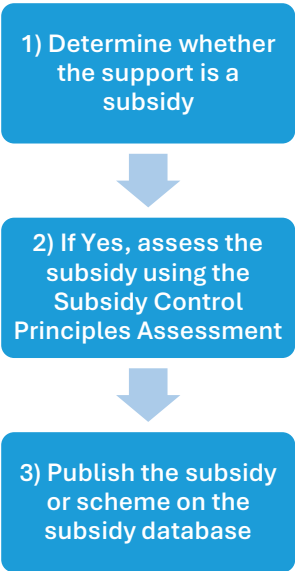 1) Determine whether
the support is a
subsidy
2) If Yes, assess the
subsidy using the
Subsidy Control
Principles Assessment
3) Publish the subsidy
or scheme on the
subsidy database